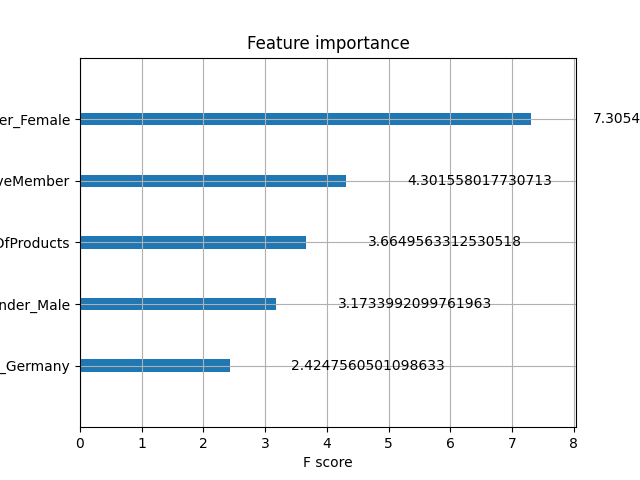 Feature importance
er_Female
7.3054
veMember
4.301558017730713
OfProducts
3.6649563312530518
nder_Male
3.1733992099761963
_Germany
2.4247560501098633
0 1 2 3 4 5 6 7 8
F score